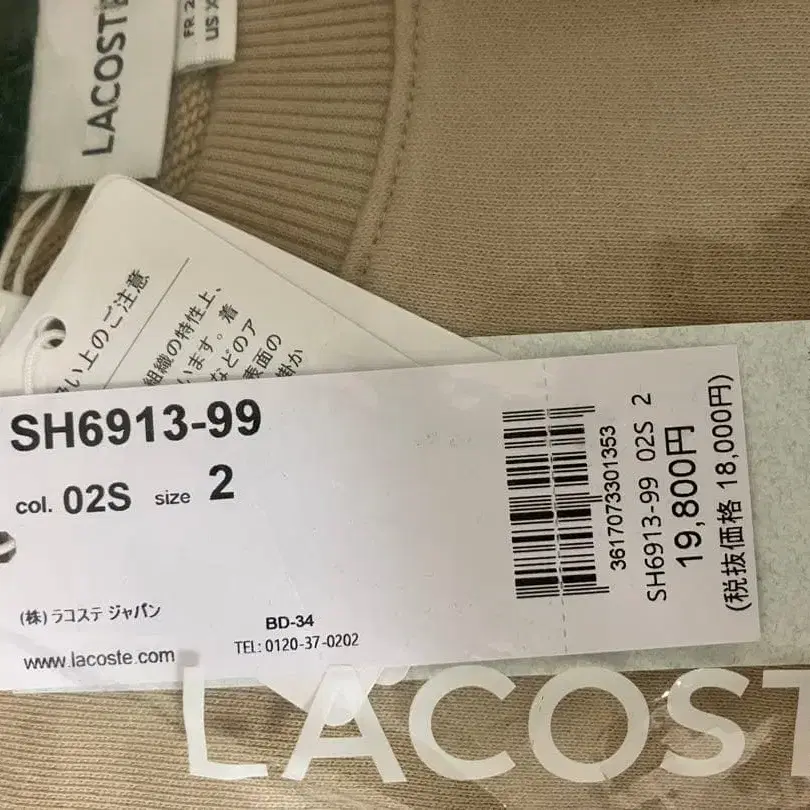 LACOSTE
FR 2
US X
い上のご注意
組織の特性上、
います。着
などのア
表面の
掛か
SH6913-99
col. 02S size 2
(株)ラコステ ジャパン
BD-34
www.lacoste.com
TEL: 0120-37-0202
3617073301353
SH6913-99 02S 2
19,800円
(税抜価格 18,000円)
LACOST